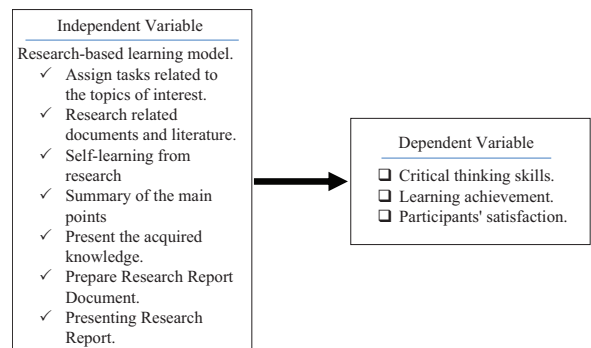 Independent Variable
Research-based learning model.
✓ Assign tasks related to
the topics of interest.
✓ Research related
documents and literature.
✓ Self-learning from
research
✓ Summary of the main
points
✓ Present the acquired
knowledge.
✓ Prepare Research Report
Document.
✓ Presenting Research
Report.
Dependent Variable
❑ Critical thinking skills.
❑ Learning achievement.
❑ Participants' satisfaction.